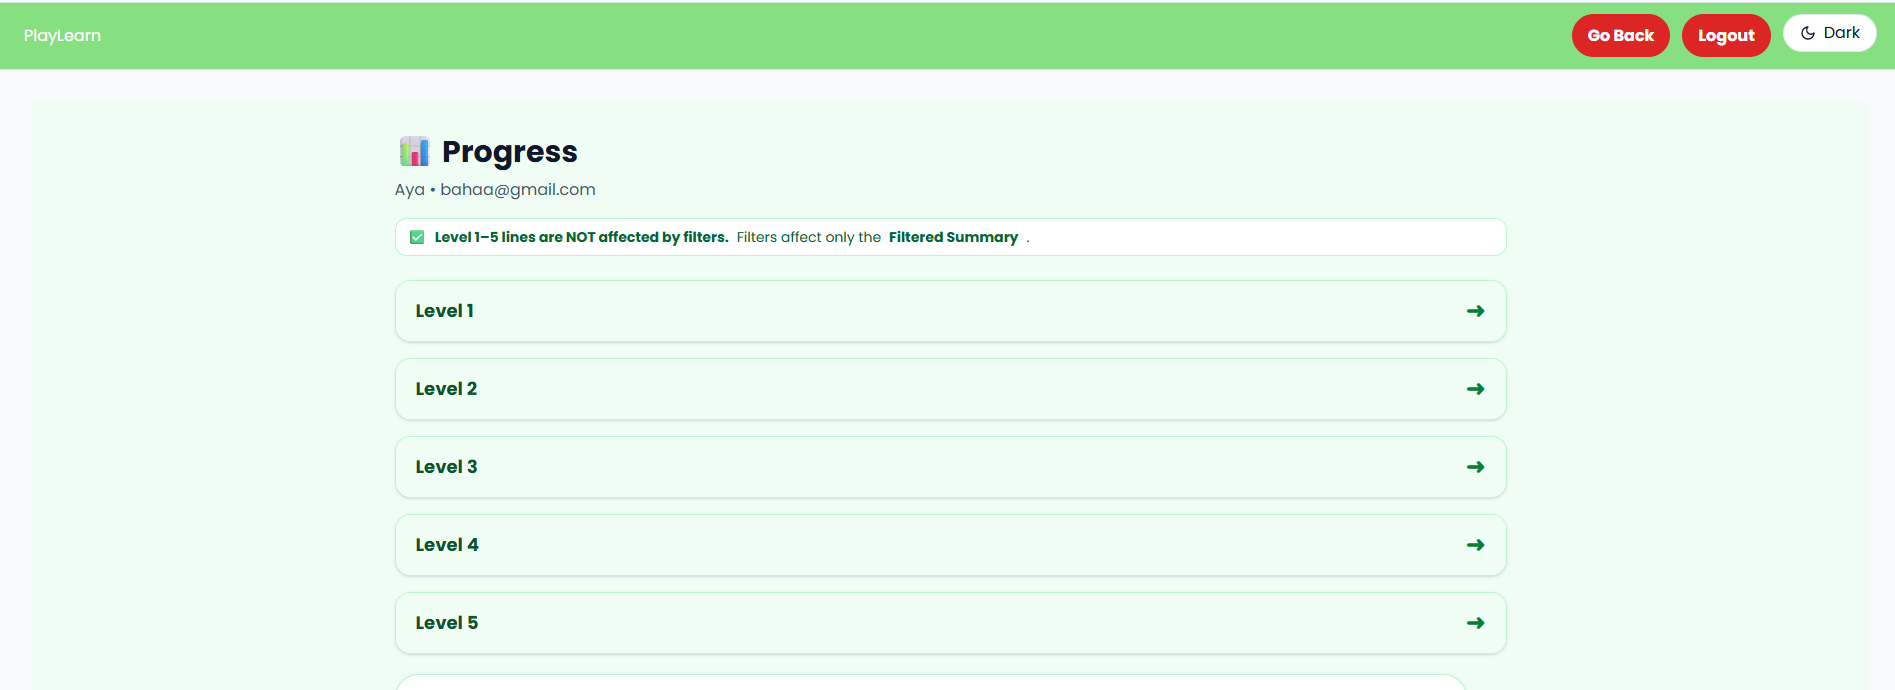 PlayLearn
Go Back
Logout
Dark
Progress
Aya • bahaa@gmail.com
Level 1–5 lines are NOT affected by filters. Filters affect only the Filtered Summary .
Level 1
Level 2
Level 3
Level 4
Level 5